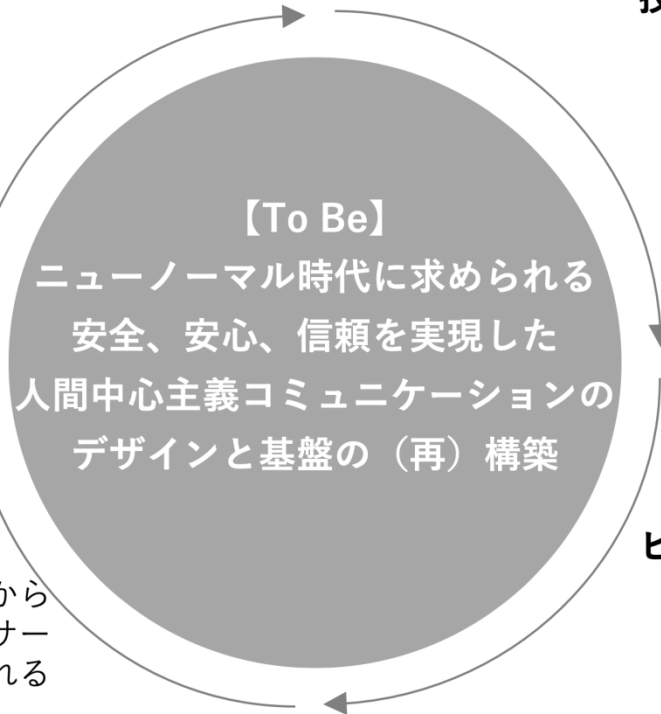 【To Be】
ニューノーマル時代に求められる
安全、安心、信頼を実現した
人間中心主義コミュニケーションの
デザインと基盤の（再）構築
から
サー
れる